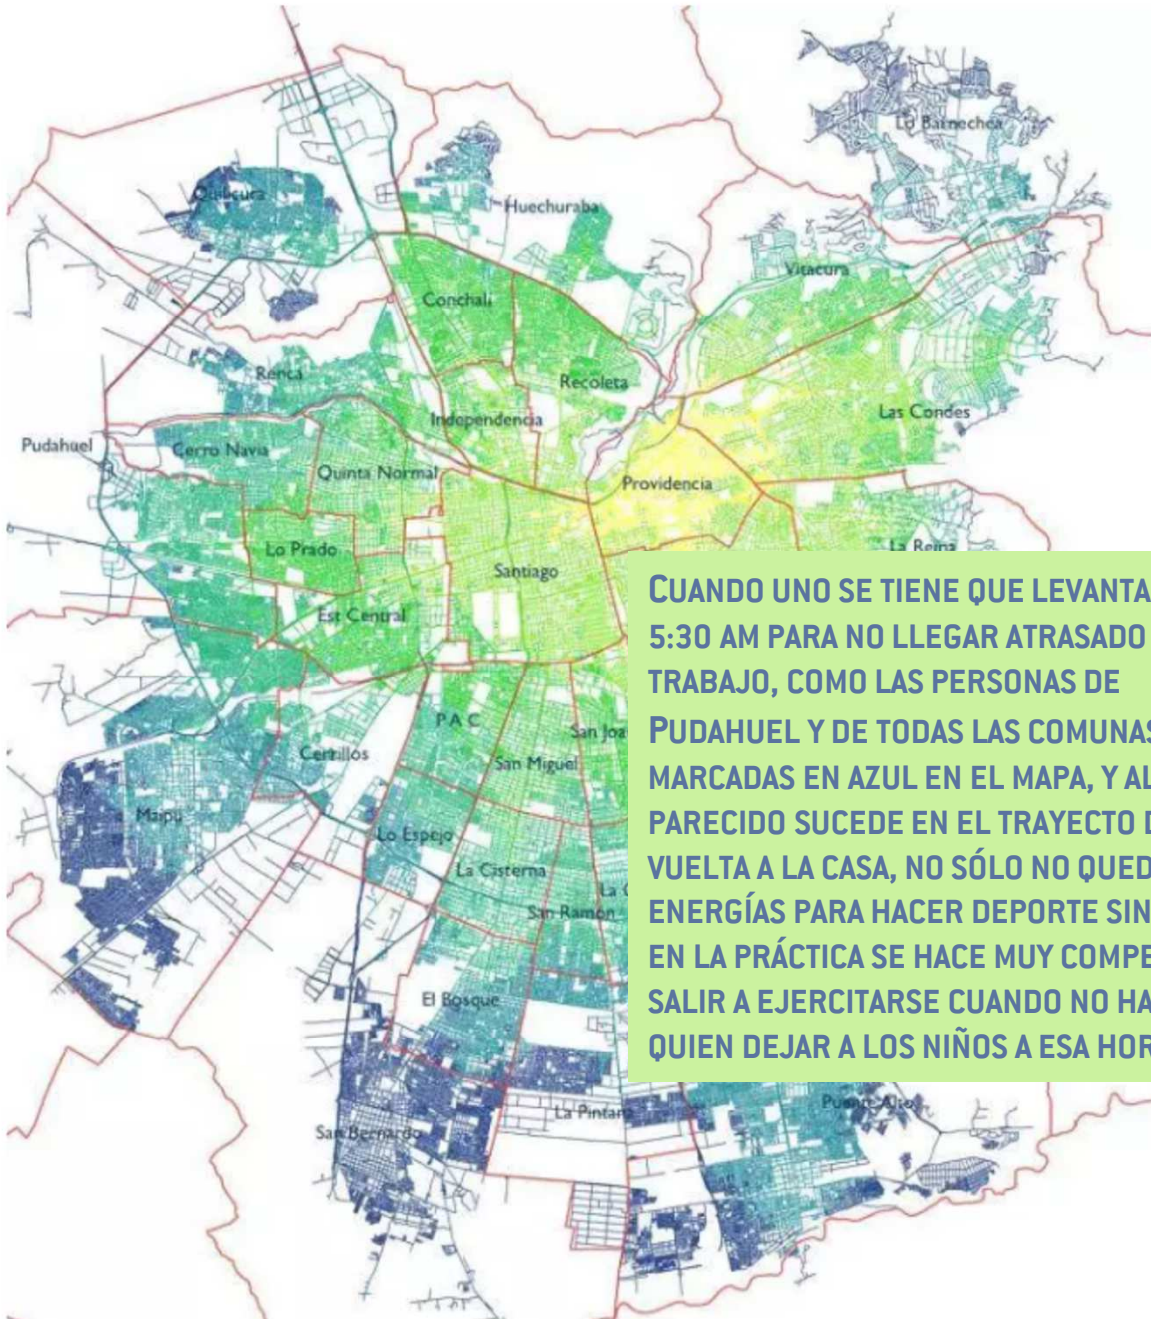 Lo Barnechea
Quilicura
Huechuraba
Vitacura
Conchalí
Renca
Recoleta
Independencia
Las Condes
Pudahuel
Cerro Navia
Quinta Normal
Providencia
Lo Prado
La Reina
Santiago
Est Central
CUANDO UNO SE TIENE QUE LEVANTA
5:30 AM PARA NO LLEGAR ATRASADO
TRABAJO, COMO LAS PERSONAS DE
PUDAHUEL Y DE TODAS LAS COMUNAS
MARCADAS EN AZUL EN EL MAPA, Y AL
PARECIDO SUCEDE EN EL TRAYECTO D
VUELTA A LA CASA, NO SÓLO NO QUED
ENERGÍAS PARA HACER DEPORTE SIN
EN LA PRÁCTICA SE HACE MUY COMPE
SALIR A EJERCITARSE CUANDO NO HA
QUIEN DEJAR A LOS NIÑOS A ESA HOR
P A C
San Joa
Cerrillos
San Miguel
Maipú
Lo Espejo
La Cisterna
La
San Ramón
El Bosque
La Pintana
Puente Alto
San Bernardo